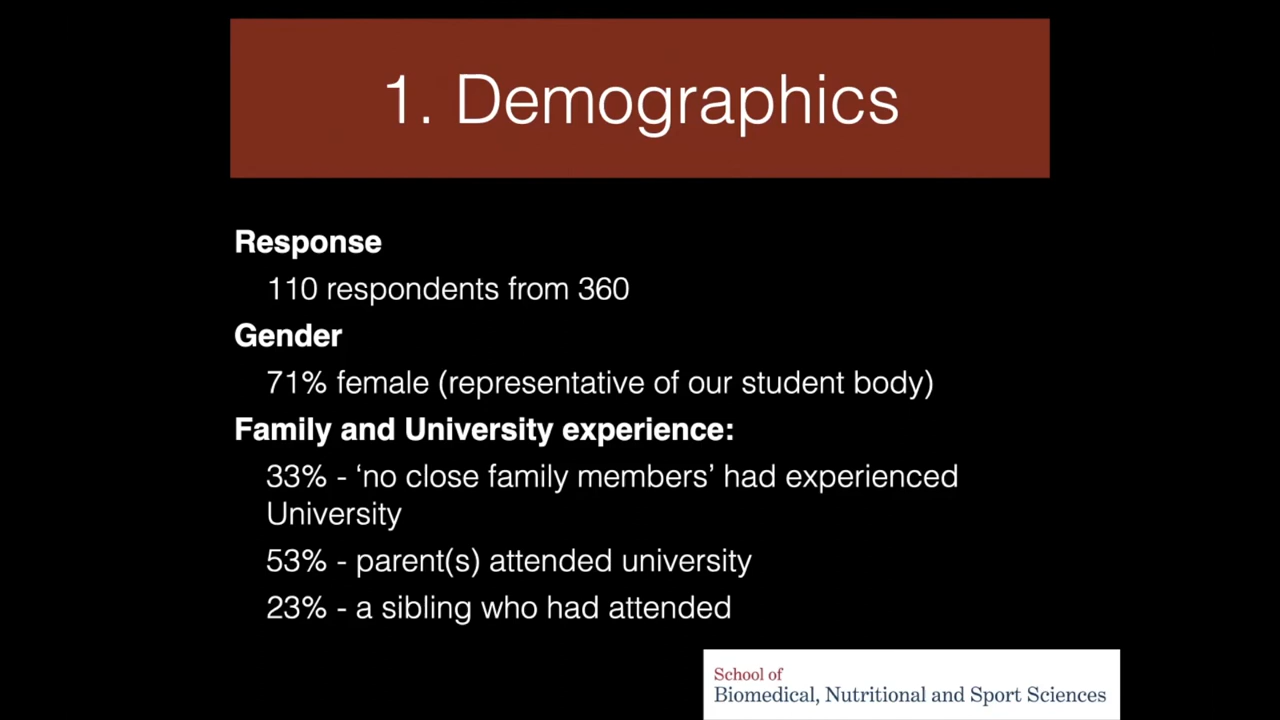 1. Demographics
Response
110 respondents from 360
Gender
71% female (representative of our student body)
Family and University experience:
33% - ‘no close family members’ had experienced
University
53% - parent(s) attended university
23% - a sibling who had attended
School of
Biomedical, Nutritional and Sport Sciences